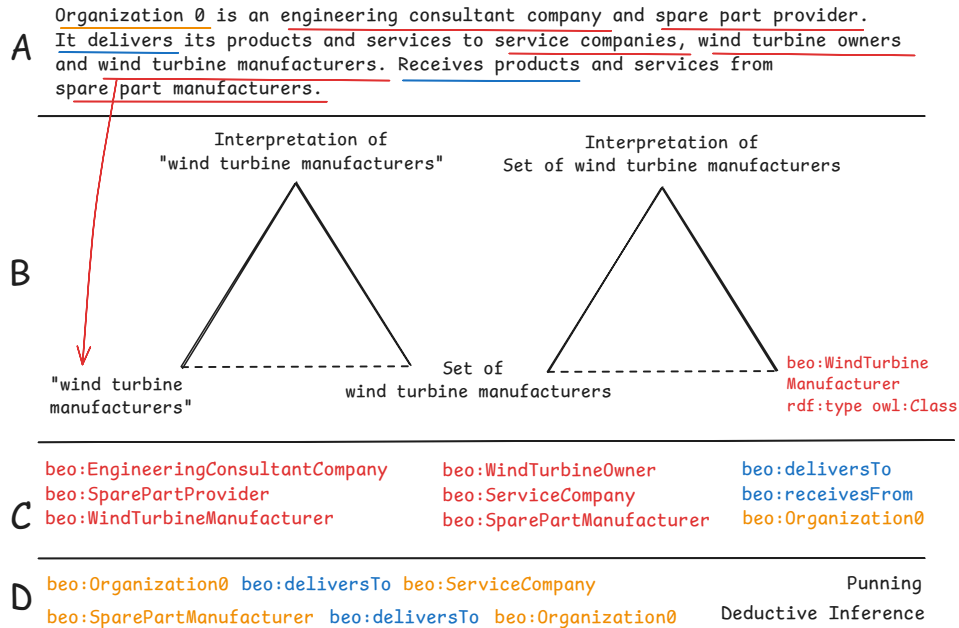 A
Organization 0 is an engineering consultant company and spare part provider.
It delivers its products and services to service companies, wind turbine owners
and wind turbine manufacturers. Receives products and services from
spare part manufacturers.
B
Interpretation of
"wind turbine manufacturers"
Interpretation of
Set of wind turbine manufacturers
"wind turbine
manufacturers"
Set of
wind turbine manufacturers
beo:WindTurbine
Manufacturer
rdf:type owl:Class
C
beo:EngineeringConsultantCompany
beo:SparePartProvider
beo:WindTurbineManufacturer
beo:WindTurbineOwner
beo:ServiceCompany
beo:SparePartManufacturer
beo:deliversTo
beo:receivesFrom
beo:Organization0
D
beo:Organization0 beo:deliversTo beo:ServiceCompany
Punning
beo:SparePartManufacturer beo:deliversTo beo:Organization0
Deductive Inference